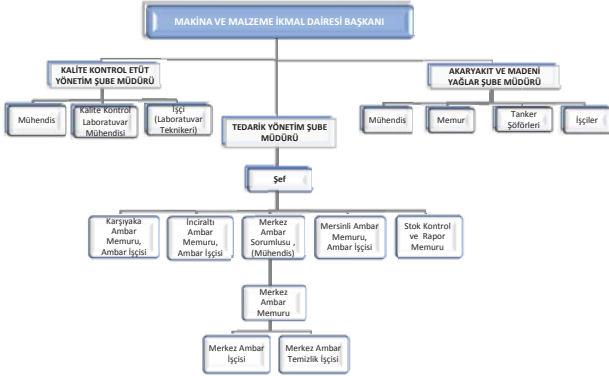 MAKİNA VE MALZEME İKMAL DAİRESİ BAŞKANI
KALİTE KONTROL ETÜT
YÖNETİM ŞUBE MÜDÜRÜ
AKARYAKIT VE MADENİ
YAĞLAR ŞUBE MÜDÜRÜ
Mühendis
Kalite Kontrol
Laboratuvar
Mühendisi
İşçi
(Laboratuvar
Teknikeri)
Mühendis
Memur
Tanker
Şöförleri
İşçiler
TEDARİK YÖNETİM ŞUBE
MÜDÜRÜ
Şef
Karşıyaka
Ambar
Memuru,
Ambar İşçisi
İnciraltı
Ambar
Memuru,
Ambar İşçisi
Merkez
Ambar
Sorumlusu ,
(Mühendis)
Mersinli Ambar
Memuru,
Ambar İşçisi
Stok Kontrol
ve Rapor
Memuru
Merkez
Ambar
Memuru
Merkez Ambar
İşçisi
Merkez Ambar
Temizlik İşçisi